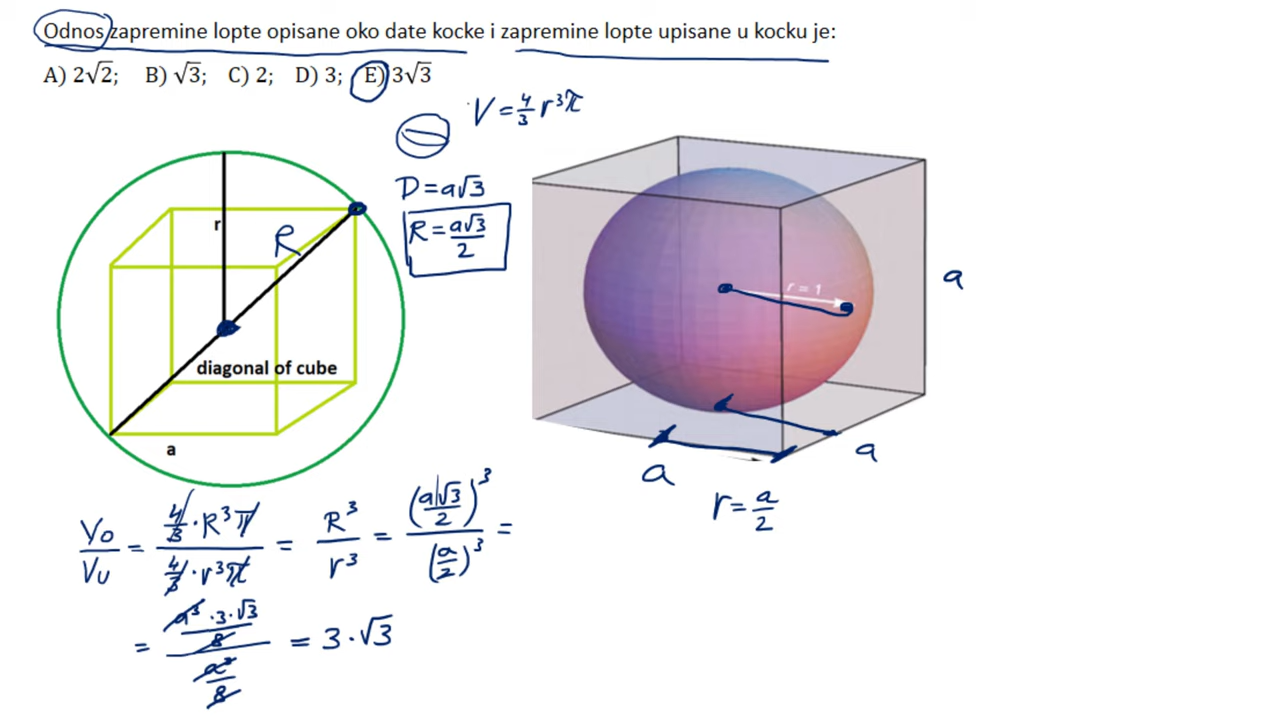 Odnos zapremine lopte opisane oko date kocke i zapremine lopte upisane u kocku je:
A) 2√2; B) √3; C) 2; D) 3; E) 3√3
V = 4/3 r³π
D = a√3
R = a√3/2
r
R
diagonal of cube
a
r = 1
a
a
a
r = a/2
Vo/Vu = (4/3 · R³π)/(4/3 · r³π) = R³/r³ = (a√3/2)³/(a/2)³ =
= (a³ · 3 · √3/8)/(a³/8) = 3 · √3